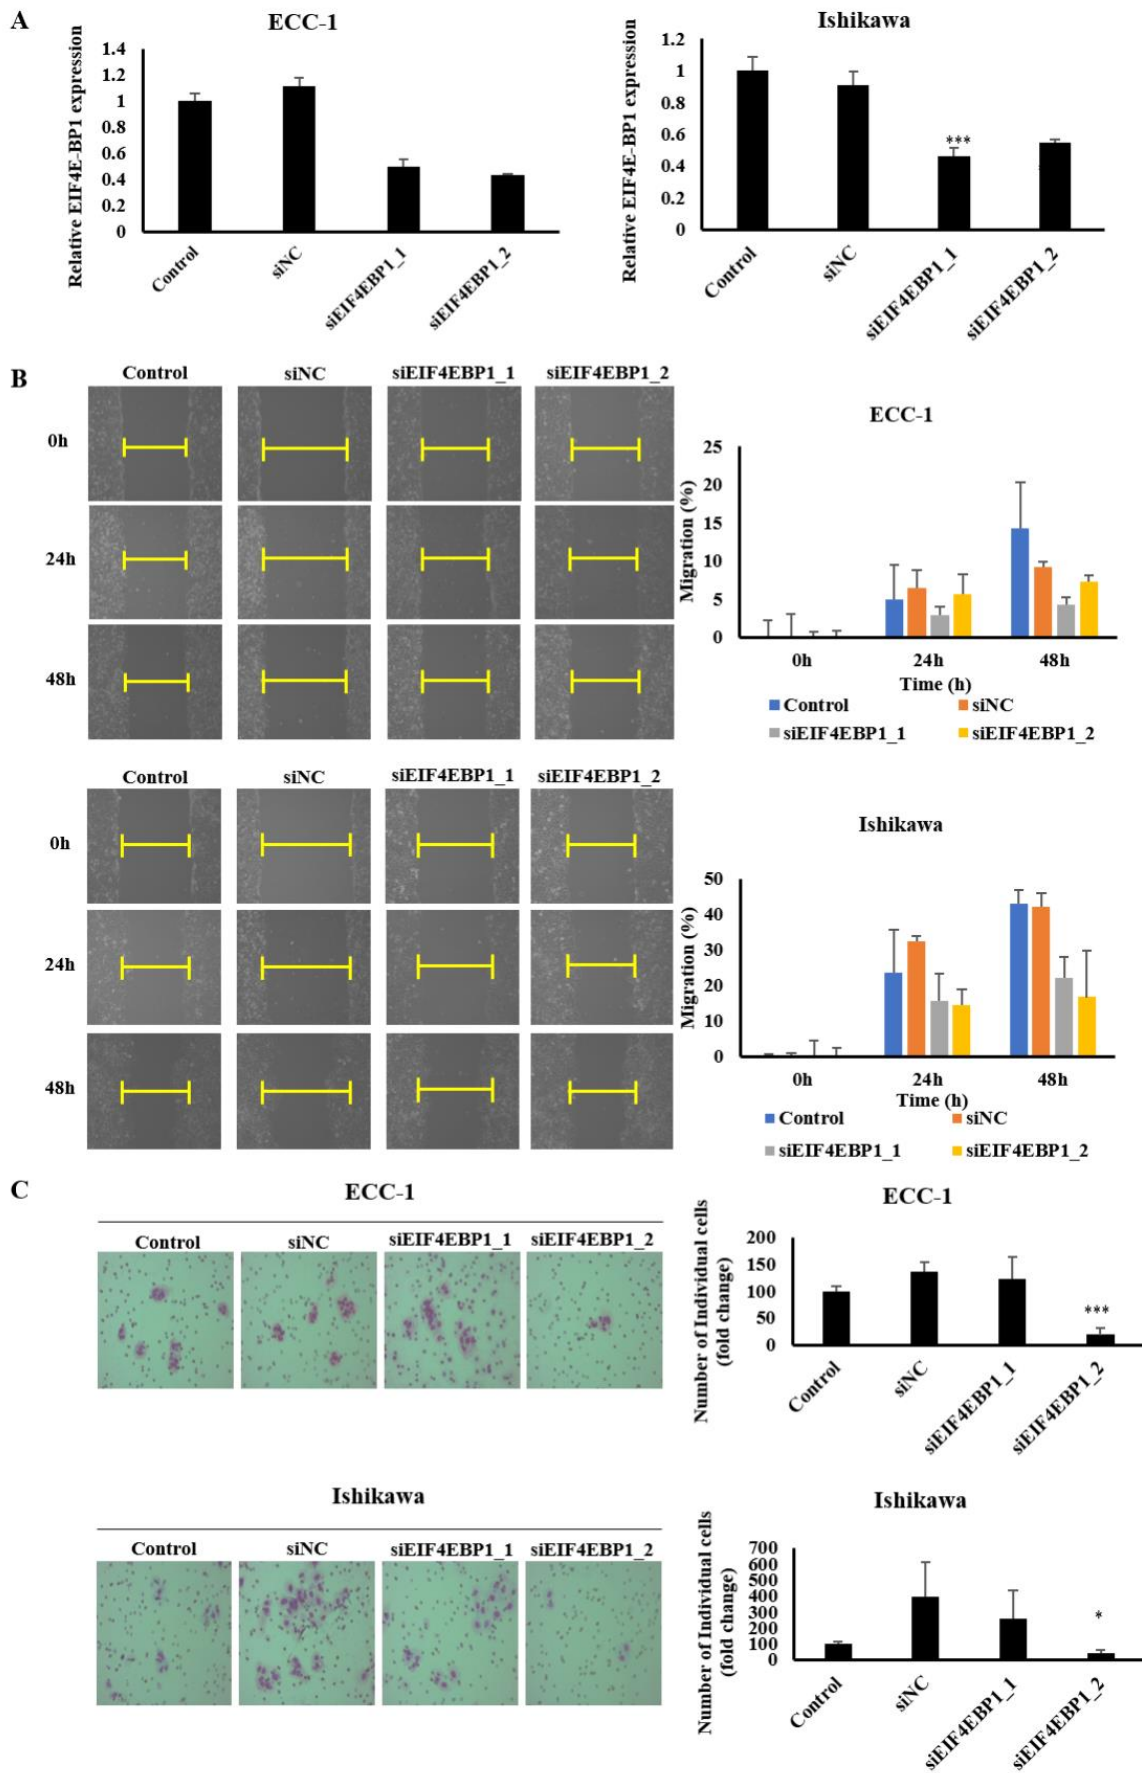 A
ECC-1
Relative EIF4E-BP1 expression
1.4
1.2
1
0.8
0.6
0.4
0.2
0
Control
siNC
siEIF4EBP1_1
siEIF4EBP1_2
Ishikawa
Relative EIF4E-BP1 expression
1.2
1
0.8
0.6
0.4
0.2
0
***
Control
siNC
siEIF4EBP1_1
siEIF4EBP1_2
B
Control siNC siEIF4EBP1_1 siEIF4EBP1_2
0h
24h
48h
ECC-1
Migration (%)
25
20
15
10
5
0
0h 24h 48h
Time (h)
Control siNC
siEIF4EBP1_1 siEIF4EBP1_2
Control siNC siEIF4EBP1_1 siEIF4EBP1_2
0h
24h
48h
Ishikawa
Migration (%)
50
40
30
20
10
0
0h 24h 48h
Time (h)
Control siNC
siEIF4EBP1_1 siEIF4EBP1_2
C
ECC-1
Control siNC siEIF4EBP1_1 siEIF4EBP1_2
ECC-1
Number of Individual cells
(fold change)
200
150
100
50
0
***
Control
siNC
siEIF4EBP1_1
siEIF4EBP1_2
Ishikawa
Control siNC siEIF4EBP1_1 siEIF4EBP1_2
Ishikawa
Number of Individual cells
(fold change)
700
600
500
400
300
200
100
0
*
Control
siNC
siEIF4EBP1_1
siEIF4EBP1_2